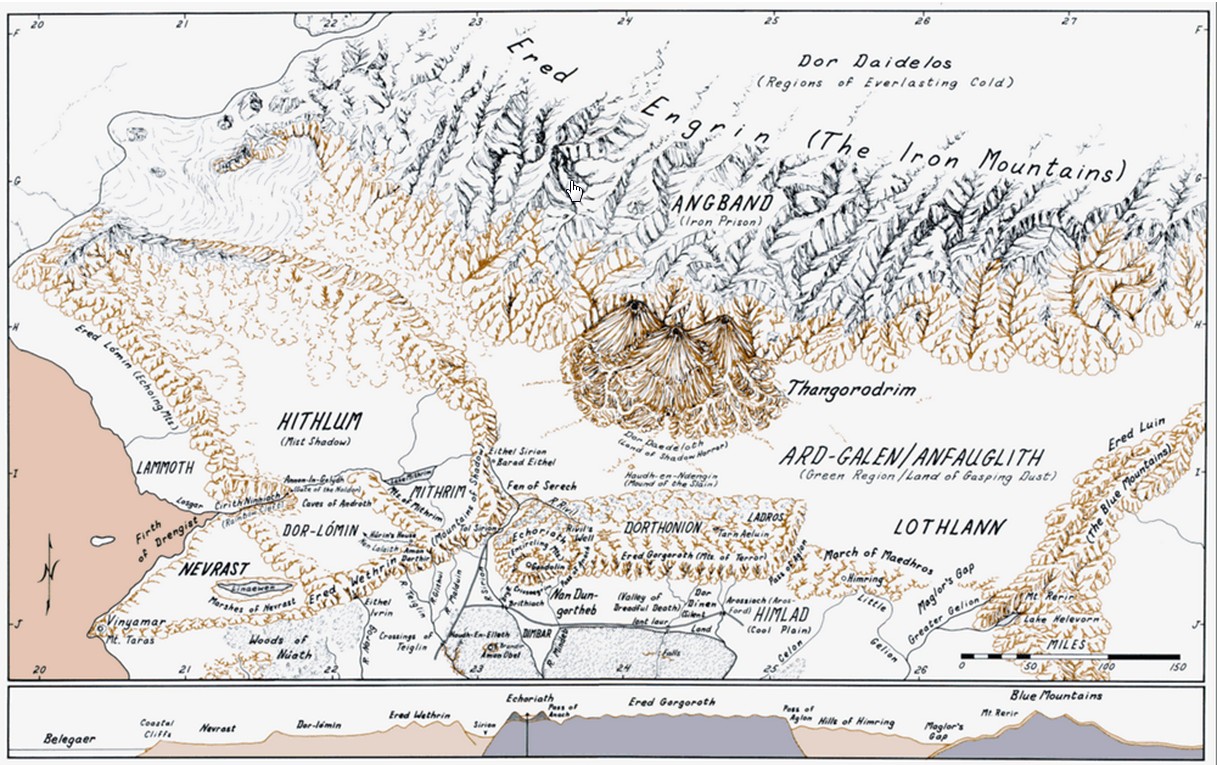 20 21 22 23 24 25 26 27
F F
Ered
Engrin (The Iron Mountains)
Dor Daidelos
(Regions of Everlasting Cold)
G G
ANGBAND
(Iron Prison)
H H
Ered Lómin (Echoing Mts)
Thangorodrim
HITHLUM
(Mist Shadow)
Dor Daedeloth
(Land of Shadow Horror)
Ered Luin
(The Blue Mountains)
ARD-GALEN/ANFAUGLITH
(Green Region/Land of Gasping Dust)
Eithel Sirion
Barad Eithel
I I
LAMMOTH
Annon-in-Gelydh
(Gate of the Noldor)
Lake Mithrim
MITHRIM
Mts. of Mithrim
Haudh-en-Ndengin
(Mound of the Slain)
Fen of Serech
R. Rivil
Losgar
Cirith Ninniach
(Rainbow Cleft)
Caves of Androth
Firth
of Drengist
DOR-LÓMIN
Húrin's House
Amon
Darthir
Tol Sirion
Echoriath
(Encircling Mts)
Gondolin
Rivil's
Well
DORTHONION
LADROS
Tarn Aeluin
LOTHLANN
Ered Gorgoroth (Mts. of Terror)
Pass of Aglon
March of Maedhros
Himring
Maglor's Gap
NEVRAST
Linaewen
Marshes of Nevrast
Ered Wethrin (Mountains of Shadow)
Eithel
Ivrin
R. Teiglin
R. Malduin
Brithiach
Nan Dun-
gortheb
(Valley of
Dreadful Death)
Dor
Dinen
(Silent
Land)
Arossiach (Aros-
ford)
HIMLAD
(Cool Plain)
Little
Gelion
Greater Gelion
Mt. Rerir
Lake Helevorn
J J
Vinyamar
Mt. Taras
Woods of
Núath
Crossings of
Teiglin
Haudh-En-Elleth
Amon Obel
DIMBAR
R. Mindeb
Iant Iaur
Falls
Celon
MILES
0 50 100 150
20 21 22 23 24 25 26
Belegaer
Coastal
Cliffs
Nevrast
Dor-lómin
Ered Wethrin
Sirion
Echoriath
Pass of
Anach
Ered Gorgoroth
Pass of
Aglon
Hills of Himring
Maglor's
Gap
Mt. Rerir
Blue Mountains